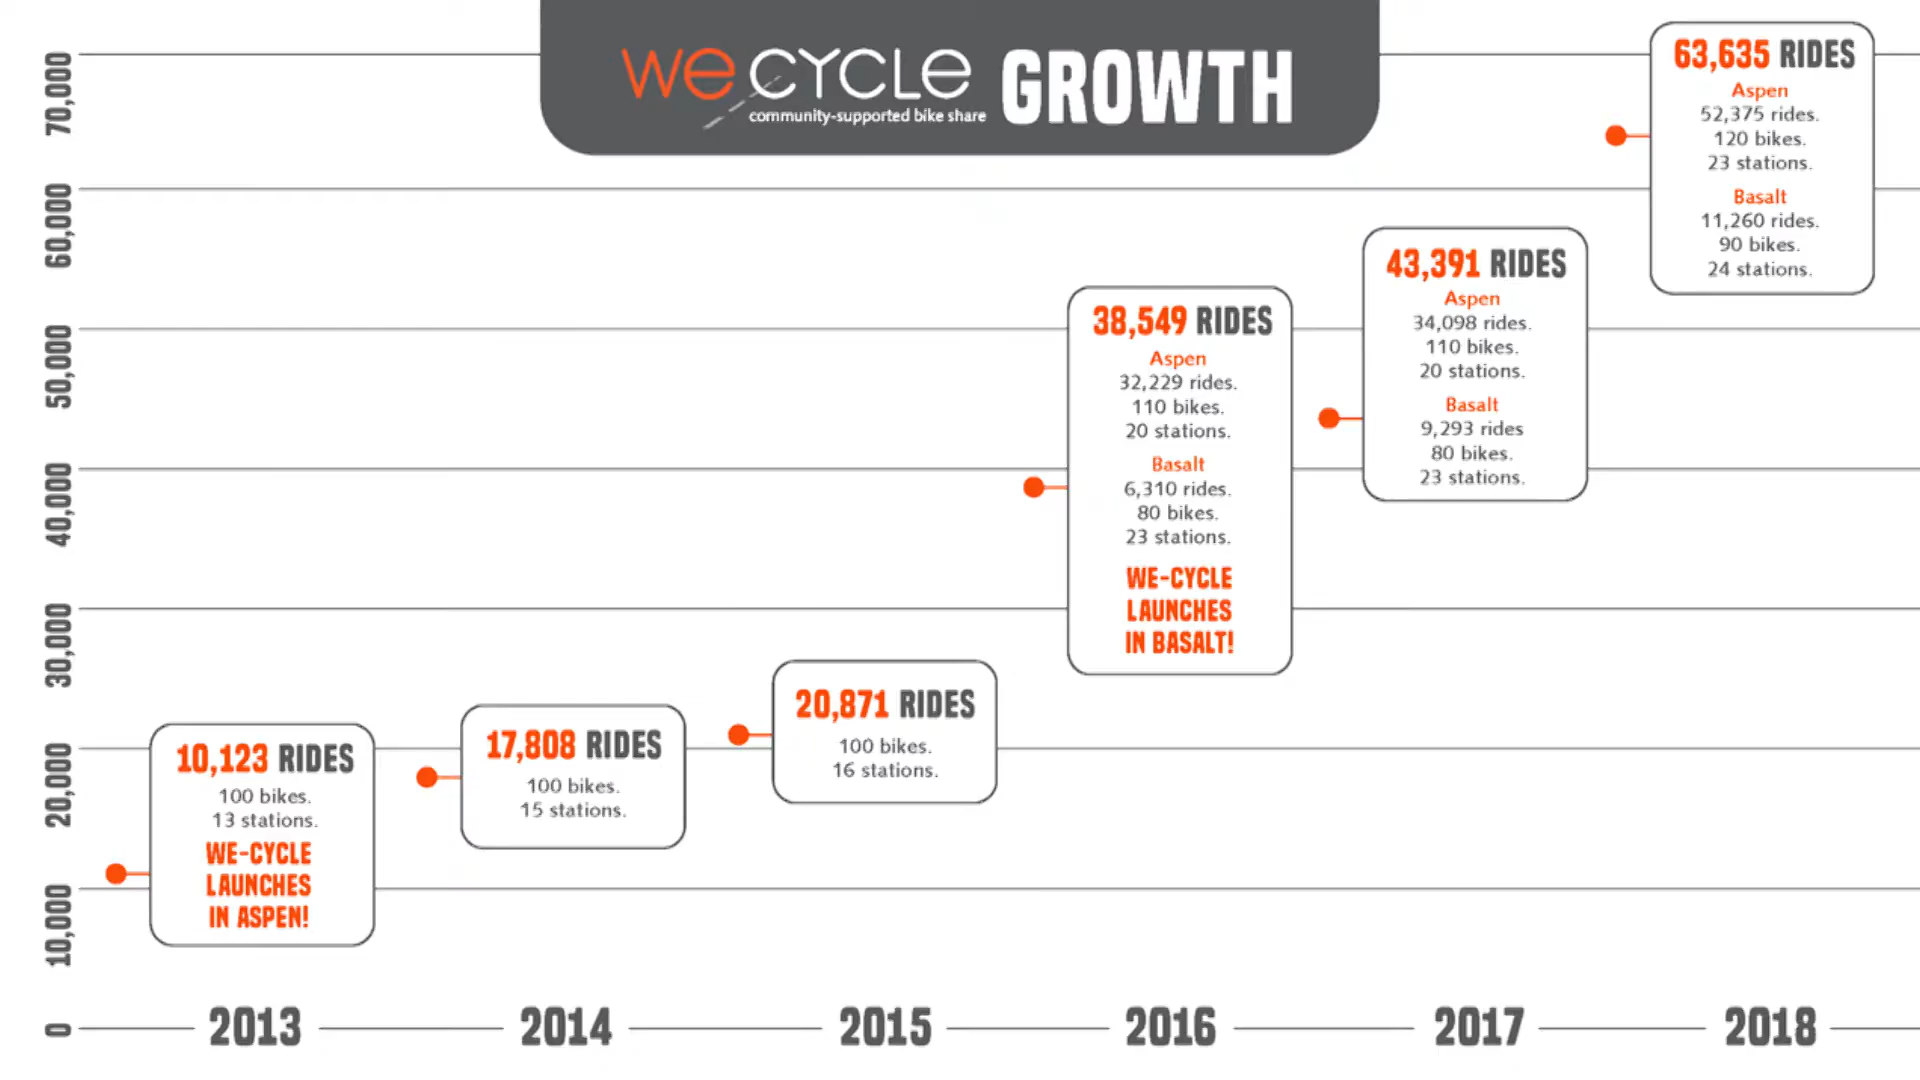 we CYCLE GROWTH
community-supported bike share
70,000
60,000
50,000
40,000
30,000
20,000
10,000
0
10,123 RIDES
100 bikes.
13 stations.
WE-CYCLE
LAUNCHES
IN ASPEN!
17,808 RIDES
100 bikes.
15 stations.
20,871 RIDES
100 bikes.
16 stations.
38,549 RIDES
Aspen
32,229 rides.
110 bikes.
20 stations.
Basalt
6,310 rides.
80 bikes.
23 stations.
WE-CYCLE
LAUNCHES
IN BASALT!
43,391 RIDES
Aspen
34,098 rides.
110 bikes.
20 stations.
Basalt
9,293 rides
80 bikes.
23 stations.
63,635 RIDES
Aspen
52,375 rides.
120 bikes.
23 stations.
Basalt
11,260 rides.
90 bikes.
24 stations.
2013
2014
2015
2016
2017
2018